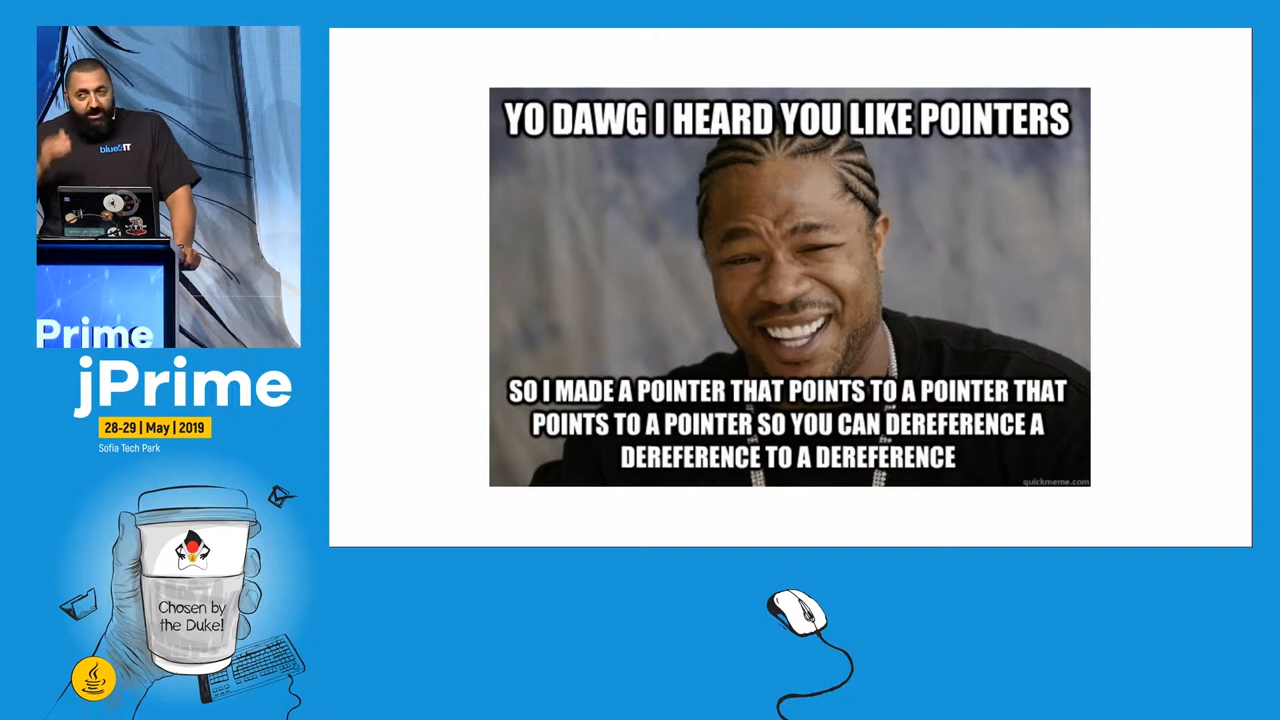 blue2IT
Prime
jPrime
28-29 | May | 2019
Sofia Tech Park
Chosen by
the Duke!
YO DAWG I HEARD YOU LIKE POINTERS
SO I MADE A POINTER THAT POINTS TO A POINTER THAT
POINTS TO A POINTER SO YOU CAN DEREFERENCE A
DEREFERENCE TO A DEREFERENCE
quickmeme.com